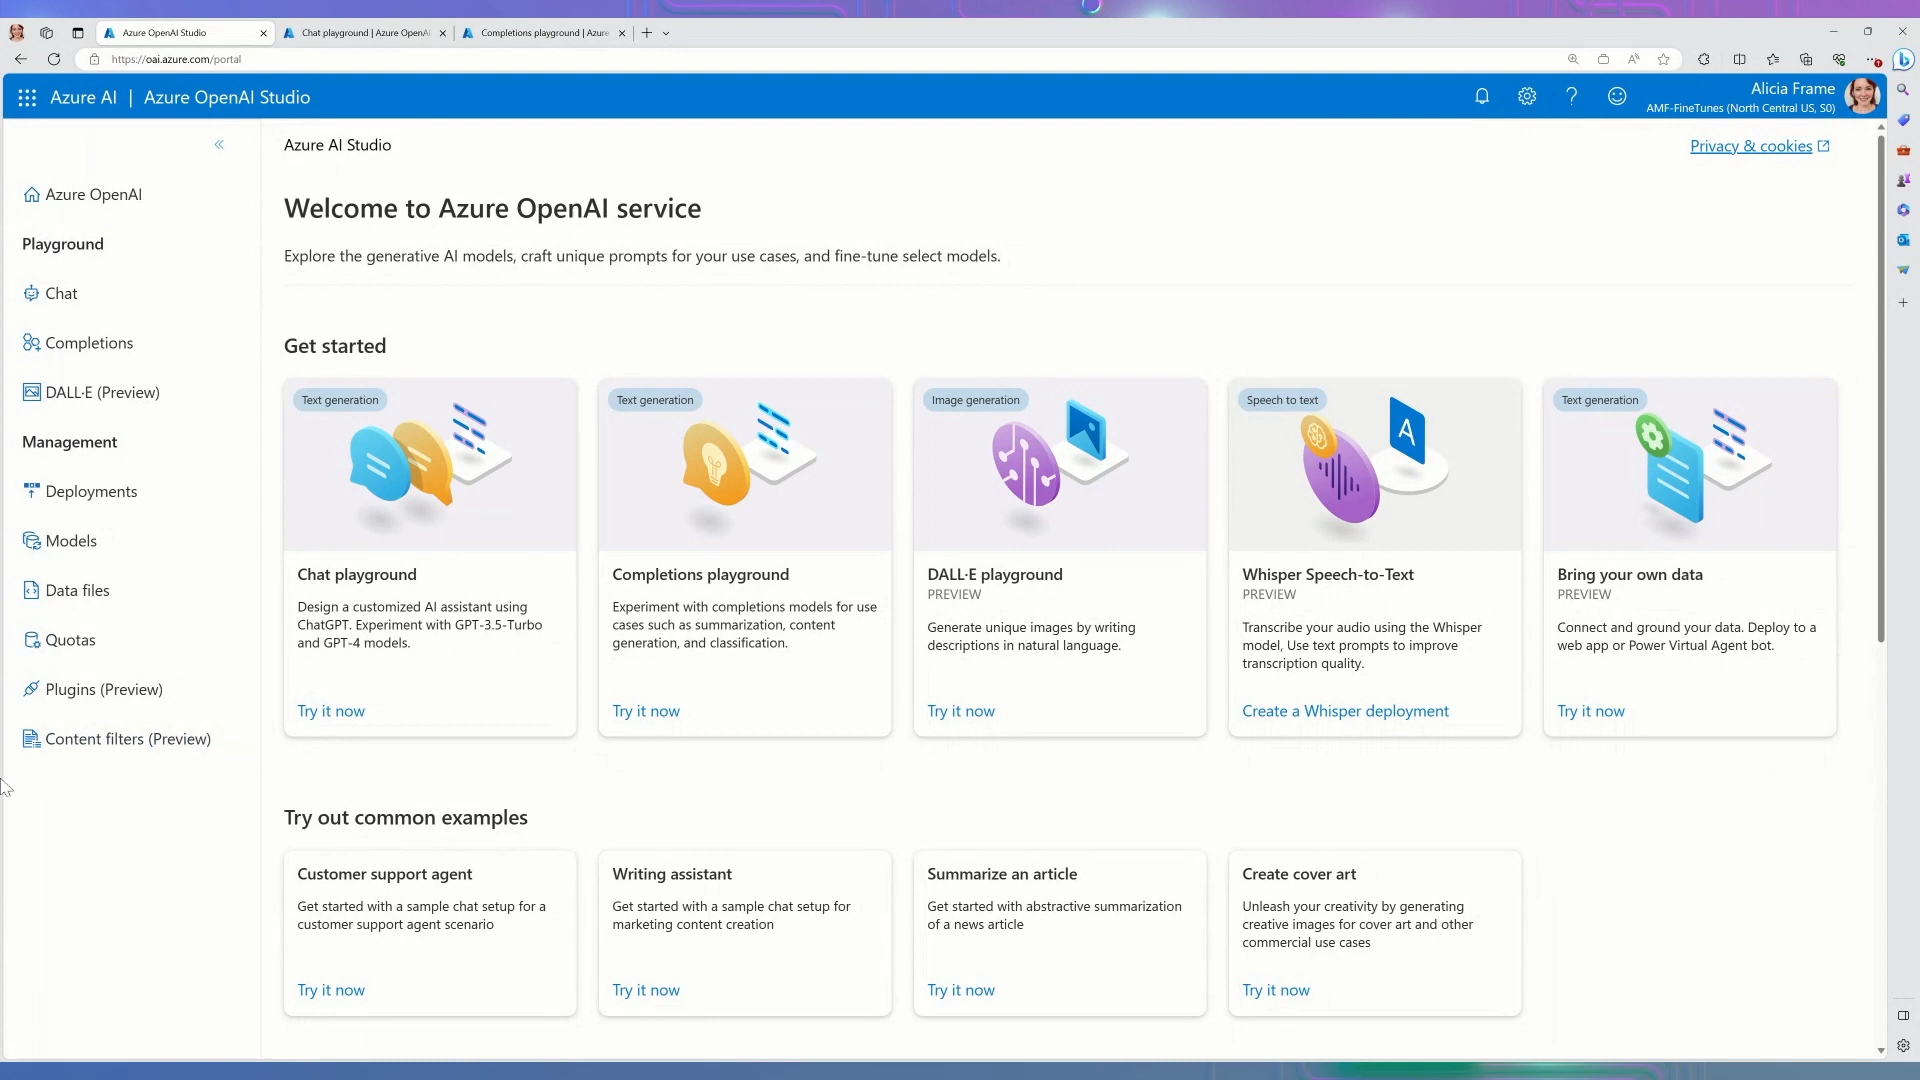 Azure OpenAI Studio
Chat playground | Azure OpenAI
Completions playground | Azure
https://oai.azure.com/portal
Azure AI | Azure OpenAI Studio
Alicia Frame
AMF-FineTunes (North Central US, S0)
Azure AI Studio
Privacy & cookies
Azure OpenAI
Playground
Chat
Completions
DALL·E (Preview)
Management
Deployments
Models
Data files
Quotas
Plugins (Preview)
Content filters (Preview)
Welcome to Azure OpenAI service
Explore the generative AI models, craft unique prompts for your use cases, and fine-tune select models.
Get started
Text generation
Chat playground
Design a customized AI assistant using
ChatGPT. Experiment with GPT-3.5-Turbo
and GPT-4 models.
Try it now
Text generation
Completions playground
Experiment with completions models for use
cases such as summarization, content
generation, and classification.
Try it now
Image generation
DALL·E playground
PREVIEW
Generate unique images by writing
descriptions in natural language.
Try it now
Speech to text
A
Whisper Speech-to-Text
PREVIEW
Transcribe your audio using the Whisper
model, Use text prompts to improve
transcription quality.
Create a Whisper deployment
Text generation
Bring your own data
PREVIEW
Connect and ground your data. Deploy to a
web app or Power Virtual Agent bot.
Try it now
Try out common examples
Customer support agent
Get started with a sample chat setup for a
customer support agent scenario
Try it now
Writing assistant
Get started with a sample chat setup for
marketing content creation
Try it now
Summarize an article
Get started with abstractive summarization
of a news article
Try it now
Create cover art
Unleash your creativity by generating
creative images for cover art and other
commercial use cases
Try it now